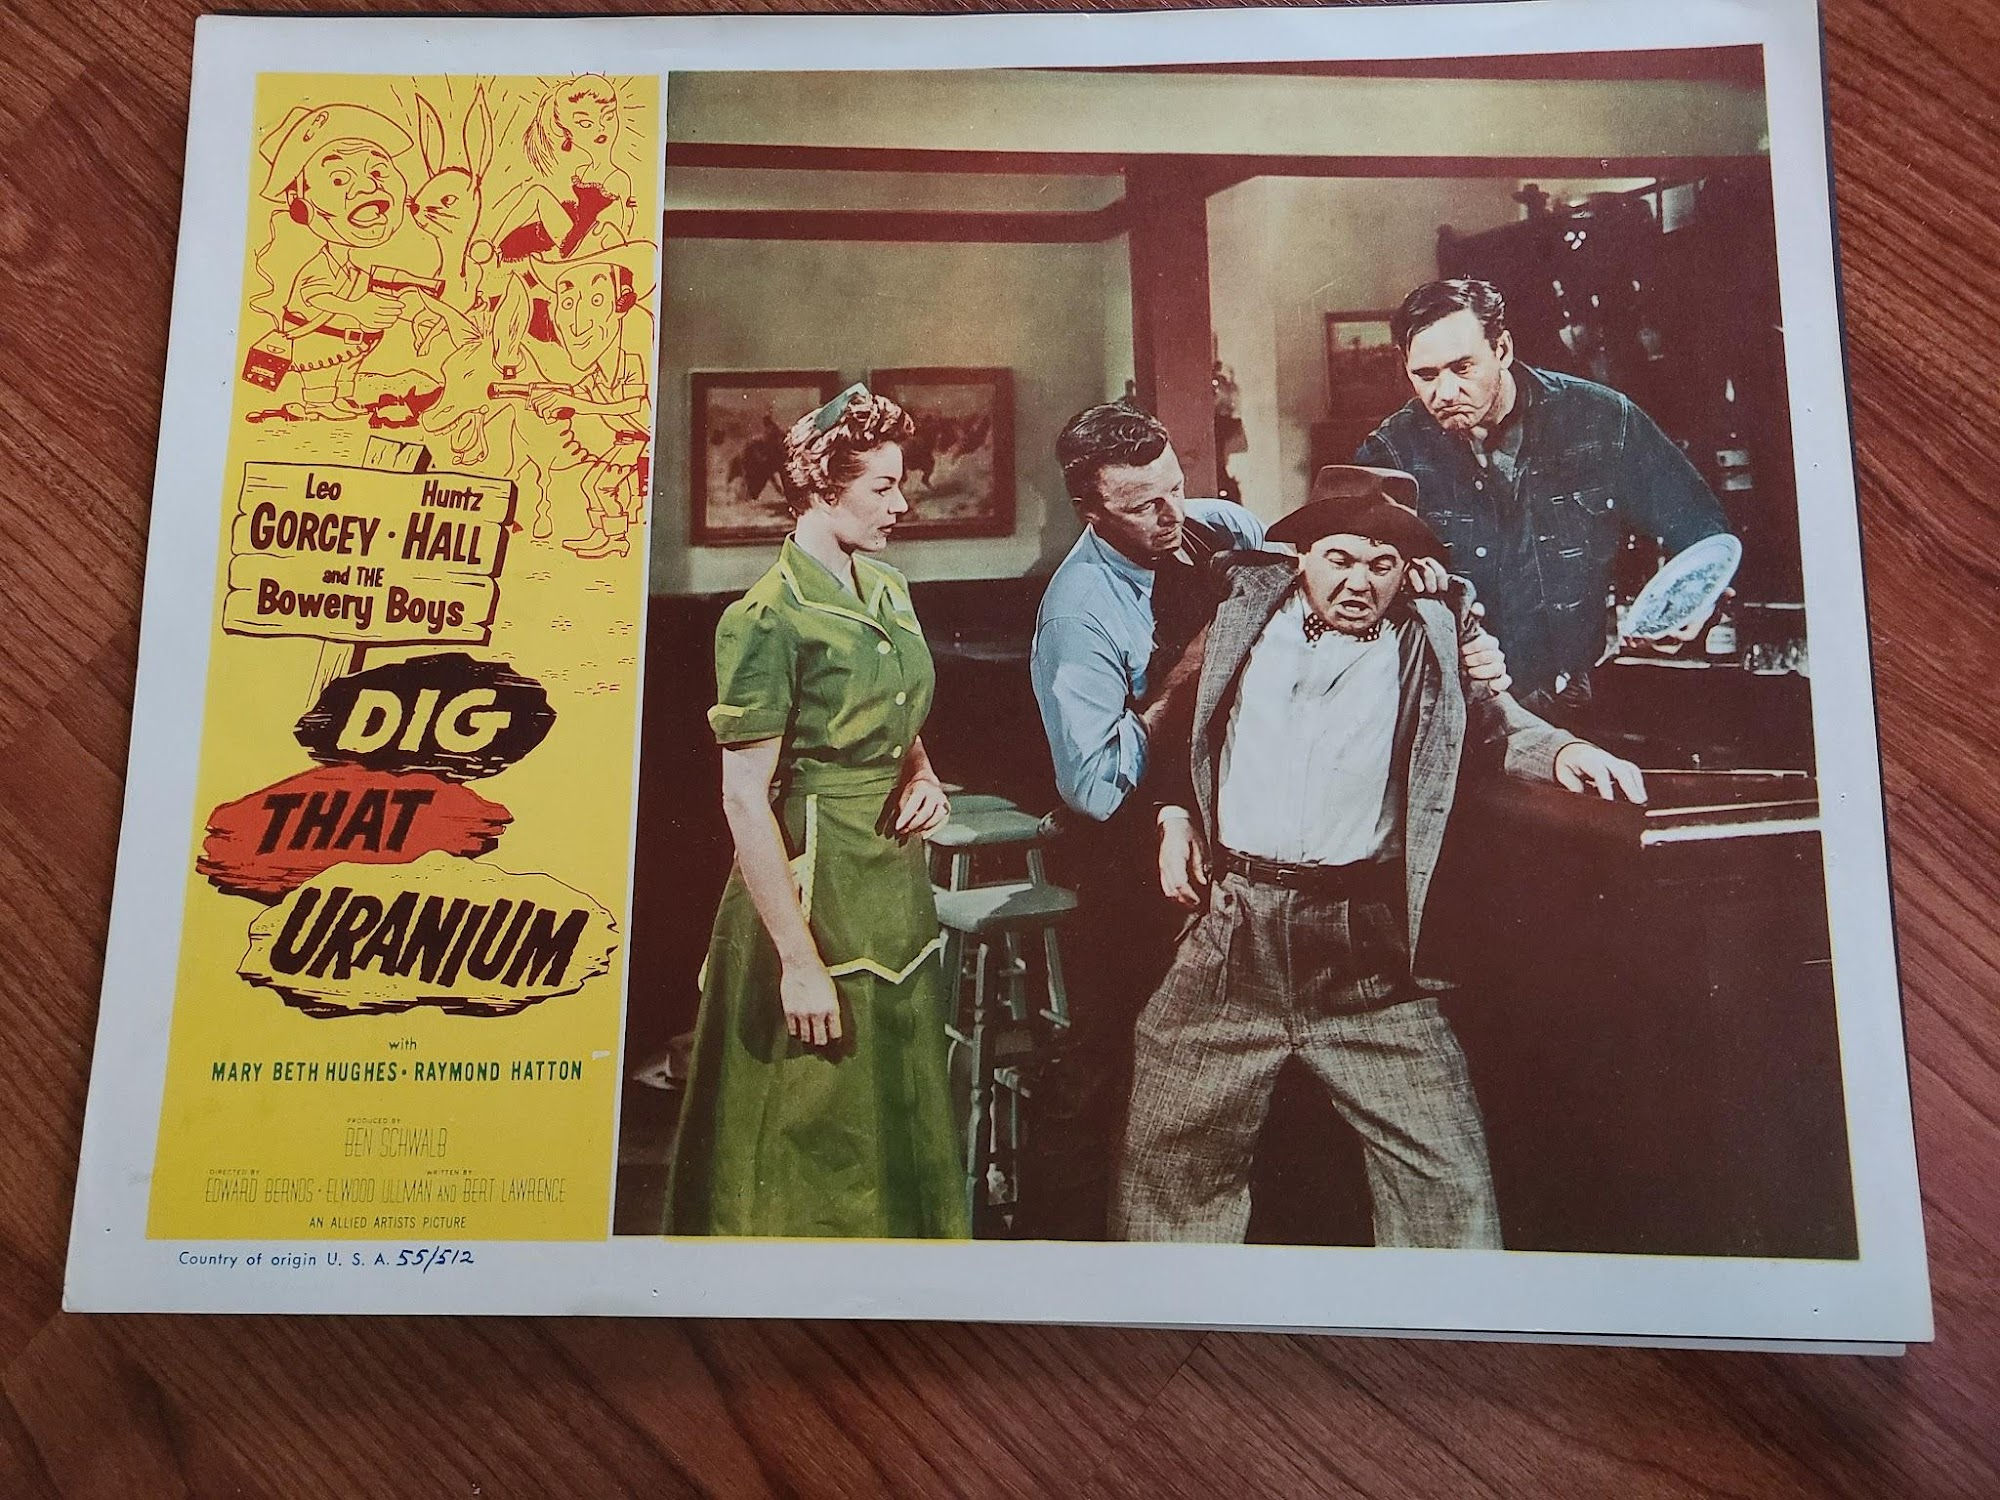 Leo Huntz
GORCEY · HALL
and THE
Bowery Boys
DIG
THAT
URANIUM
with
MARY BETH HUGHES · RAYMOND HATTON
PRODUCED BY
BEN SCHWALB
DIRECTED BY WRITTEN BY
EDWARD BERNDS · ELWOOD ULLMAN AND BERT LAWRENCE
AN ALLIED ARTISTS PICTURE
Country of origin U. S. A. 55/512